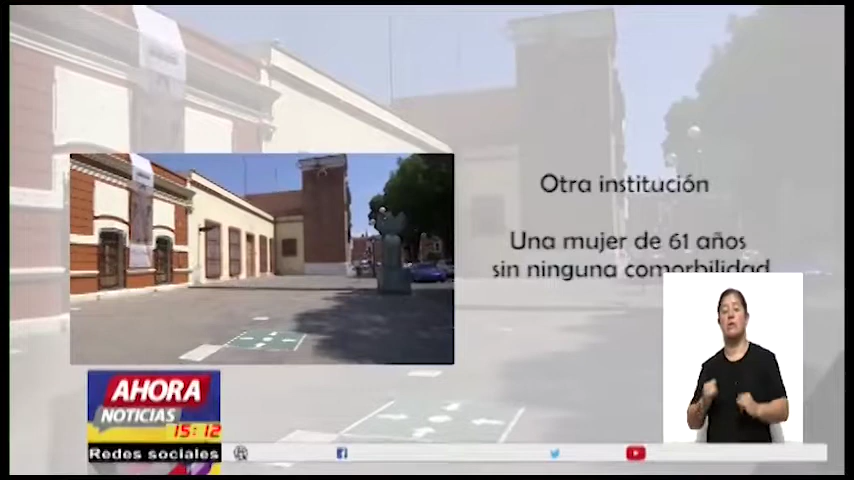 Otra institución
Una mujer de 61 años
sin ninguna comorbilidad
AHORA
NOTICIAS
15:12
Redes sociales